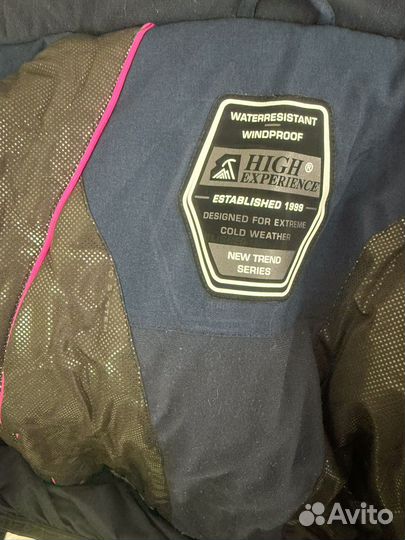 WATERRESISTANT
WINDPROOF
HIGH®
EXPERIENCE
ESTABLISHED 1999
DESIGNED FOR EXTREME
COLD WEATHER
NEW TREND
SERIES
Avito